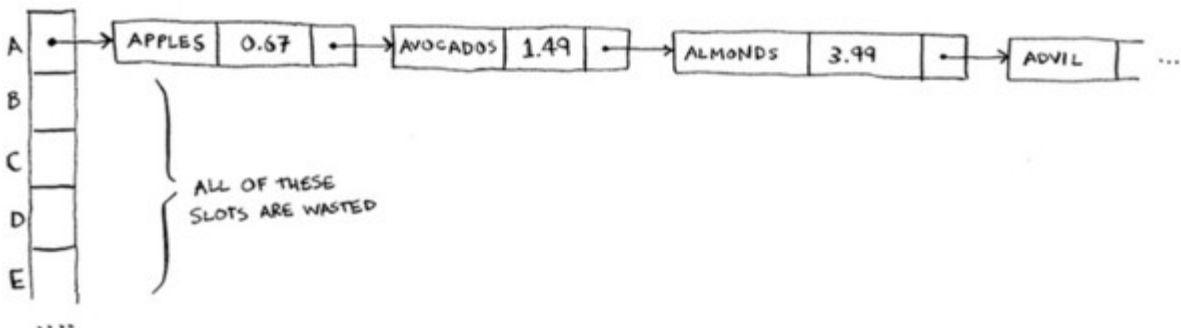 A APPLES 0.67 AVOCADOS 1.49 ALMONDS 3.99 ADVIL ...
B
C
D
E
ALL OF THESE
SLOTS ARE WASTED